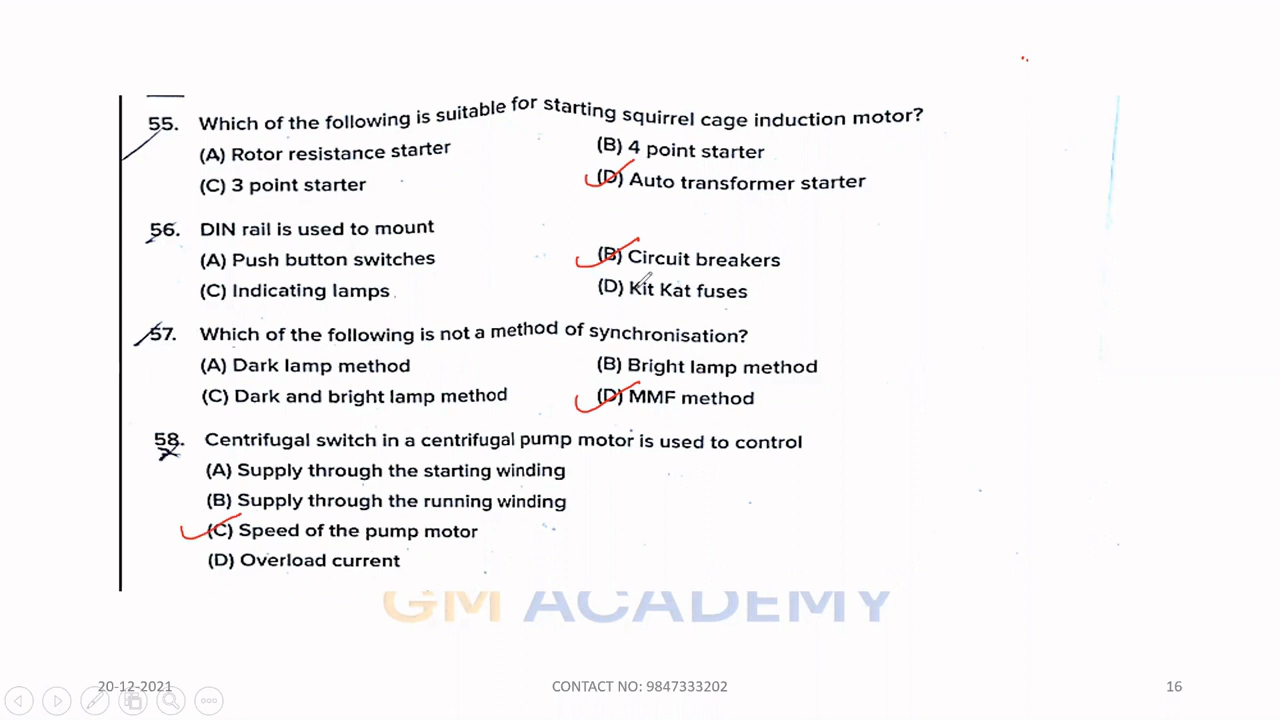 55. Which of the following is suitable for starting squirrel cage induction motor?
(A) Rotor resistance starter (B) 4 point starter
(C) 3 point starter (D) Auto transformer starter
56. DIN rail is used to mount
(A) Push button switches (B) Circuit breakers
(C) Indicating lamps (D) Kit Kat fuses
57. Which of the following is not a method of synchronisation?
(A) Dark lamp method (B) Bright lamp method
(C) Dark and bright lamp method (D) MMF method
58. Centrifugal switch in a centrifugal pump motor is used to control
(A) Supply through the starting winding
(B) Supply through the running winding
(C) Speed of the pump motor
(D) Overload current
GM ACADEMY
20-12-2021 CONTACT NO: 9847333202 16